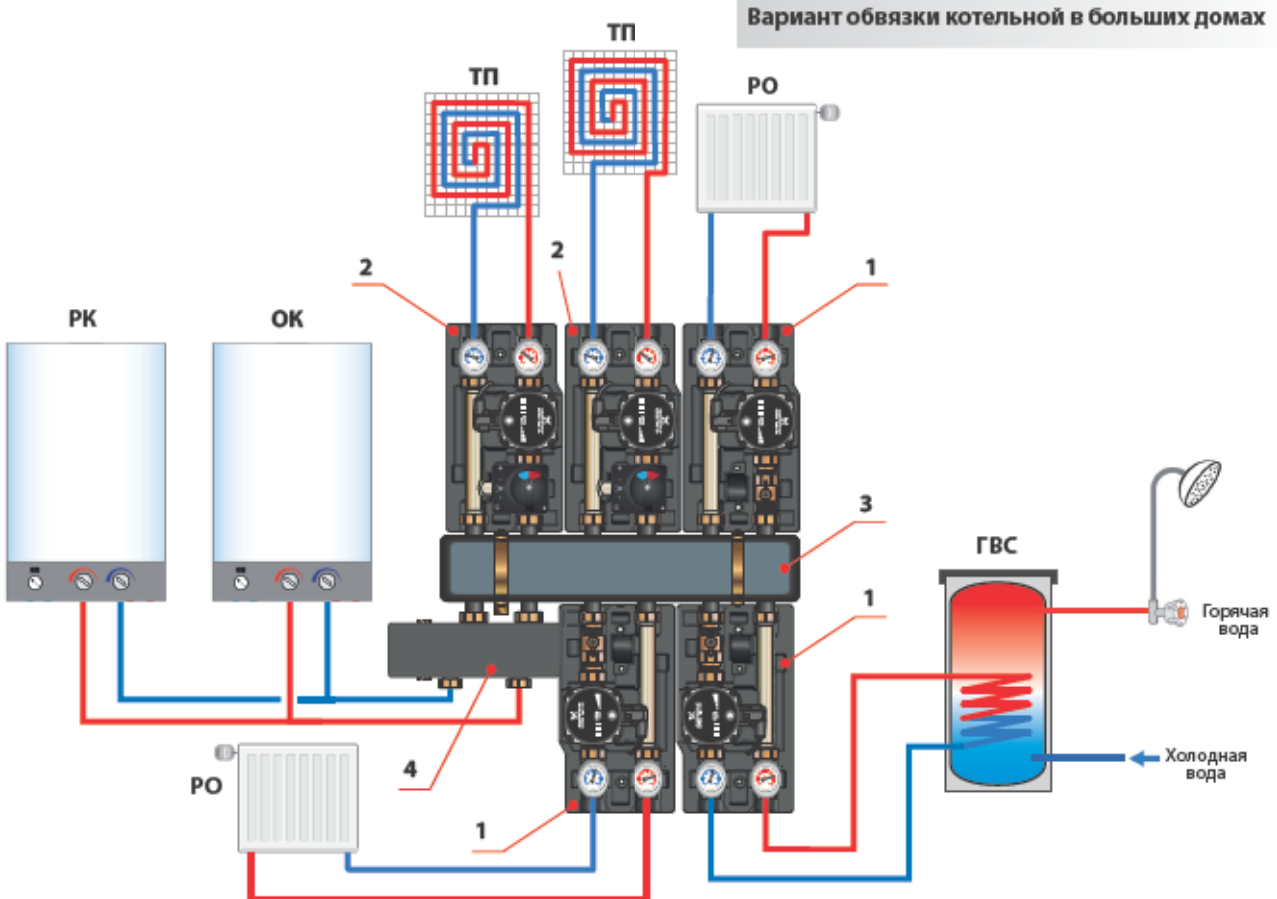 Вариант обвязки котельной в больших домах
ТП
ТП
РО
2
2
1
РК
ОК
3
ГВС
1
Горячая
вода
4
РО
Холодная
вода
1